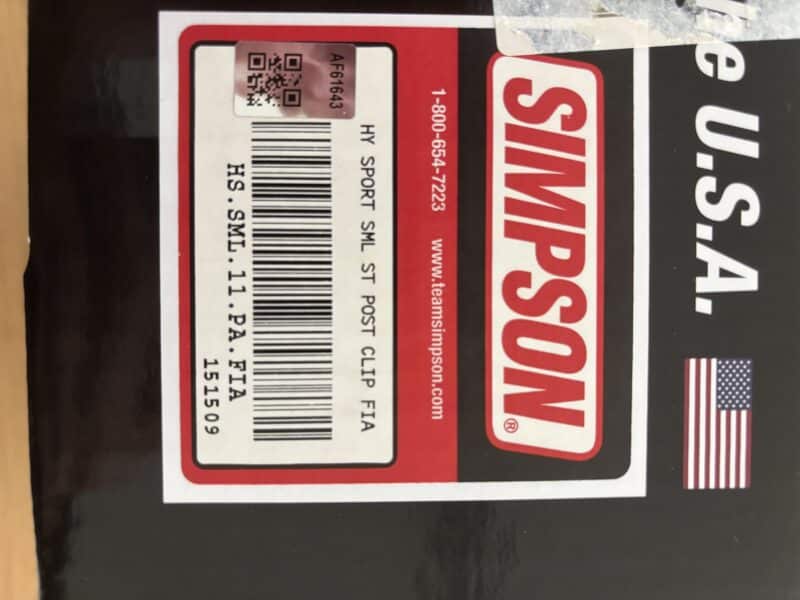 he U.S.A.
SIMPSON®
1-800-654-7223 www.teamsimpson.com
AF61643
HY SPORT SML ST POST CLIP FIA
HS.SML.11.PA.FIA
151509